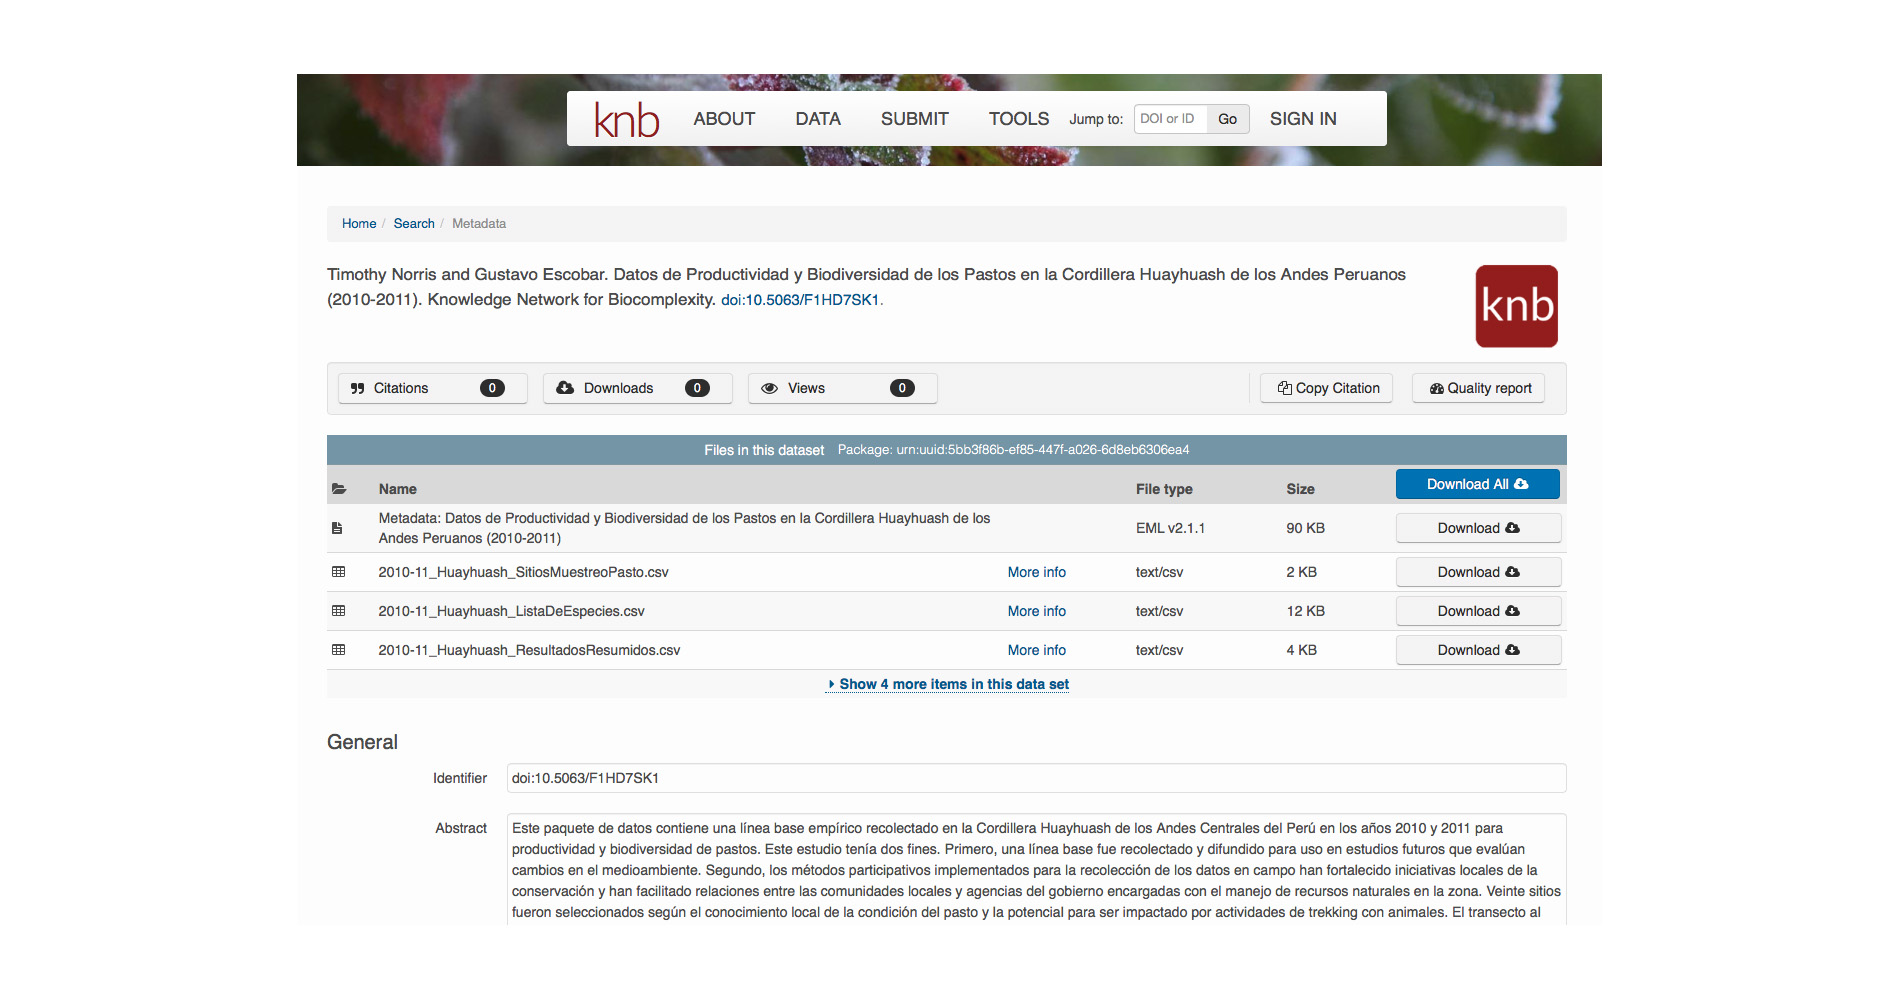 knb ABOUT DATA SUBMIT TOOLS Jump to: DOI or ID Go SIGN IN
Home / Search / Metadata
Timothy Norris and Gustavo Escobar. Datos de Productividad y Biodiversidad de los Pastos en la Cordillera Huayhuash de los Andes Peruanos
(2010-2011). Knowledge Network for Biocomplexity. doi:10.5063/F1HD7SK1.
knb
Citations 0 Downloads 0 Views 0 Copy Citation Quality report
Files in this dataset Package: urn:uuid:5bb3f86b-ef85-447f-a026-6d8eb6306ea4
Name File type Size Download All
Metadata: Datos de Productividad y Biodiversidad de los Pastos en la Cordillera Huayhuash de los
Andes Peruanos (2010-2011) EML v2.1.1 90 KB Download
2010-11_Huayhuash_SitiosMuestreoPasto.csv More info text/csv 2 KB Download
2010-11_Huayhuash_ListaDeEspecies.csv More info text/csv 12 KB Download
2010-11_Huayhuash_ResultadosResumidos.csv More info text/csv 4 KB Download
Show 4 more items in this data set
General
Identifier doi:10.5063/F1HD7SK1
Abstract Este paquete de datos contiene una línea base empírico recolectado en la Cordillera Huayhuash de los Andes Centrales del Perú en los años 2010 y 2011 para
productividad y biodiversidad de pastos. Este estudio tenía dos fines. Primero, una línea base fue recolectado y difundido para uso en estudios futuros que evalúan
cambios en el medioambiente. Segundo, los métodos participativos implementados para la recolección de los datos en campo han fortalecido iniciativas locales de la
conservación y han facilitado relaciones entre las comunidades locales y agencias del gobierno encargadas con el manejo de recursos naturales en la zona. Veinte sitios
fueron seleccionados según el conocimiento local de la condición del pasto y la potencial para ser impactado por actividades de trekking con animales. El transecto al